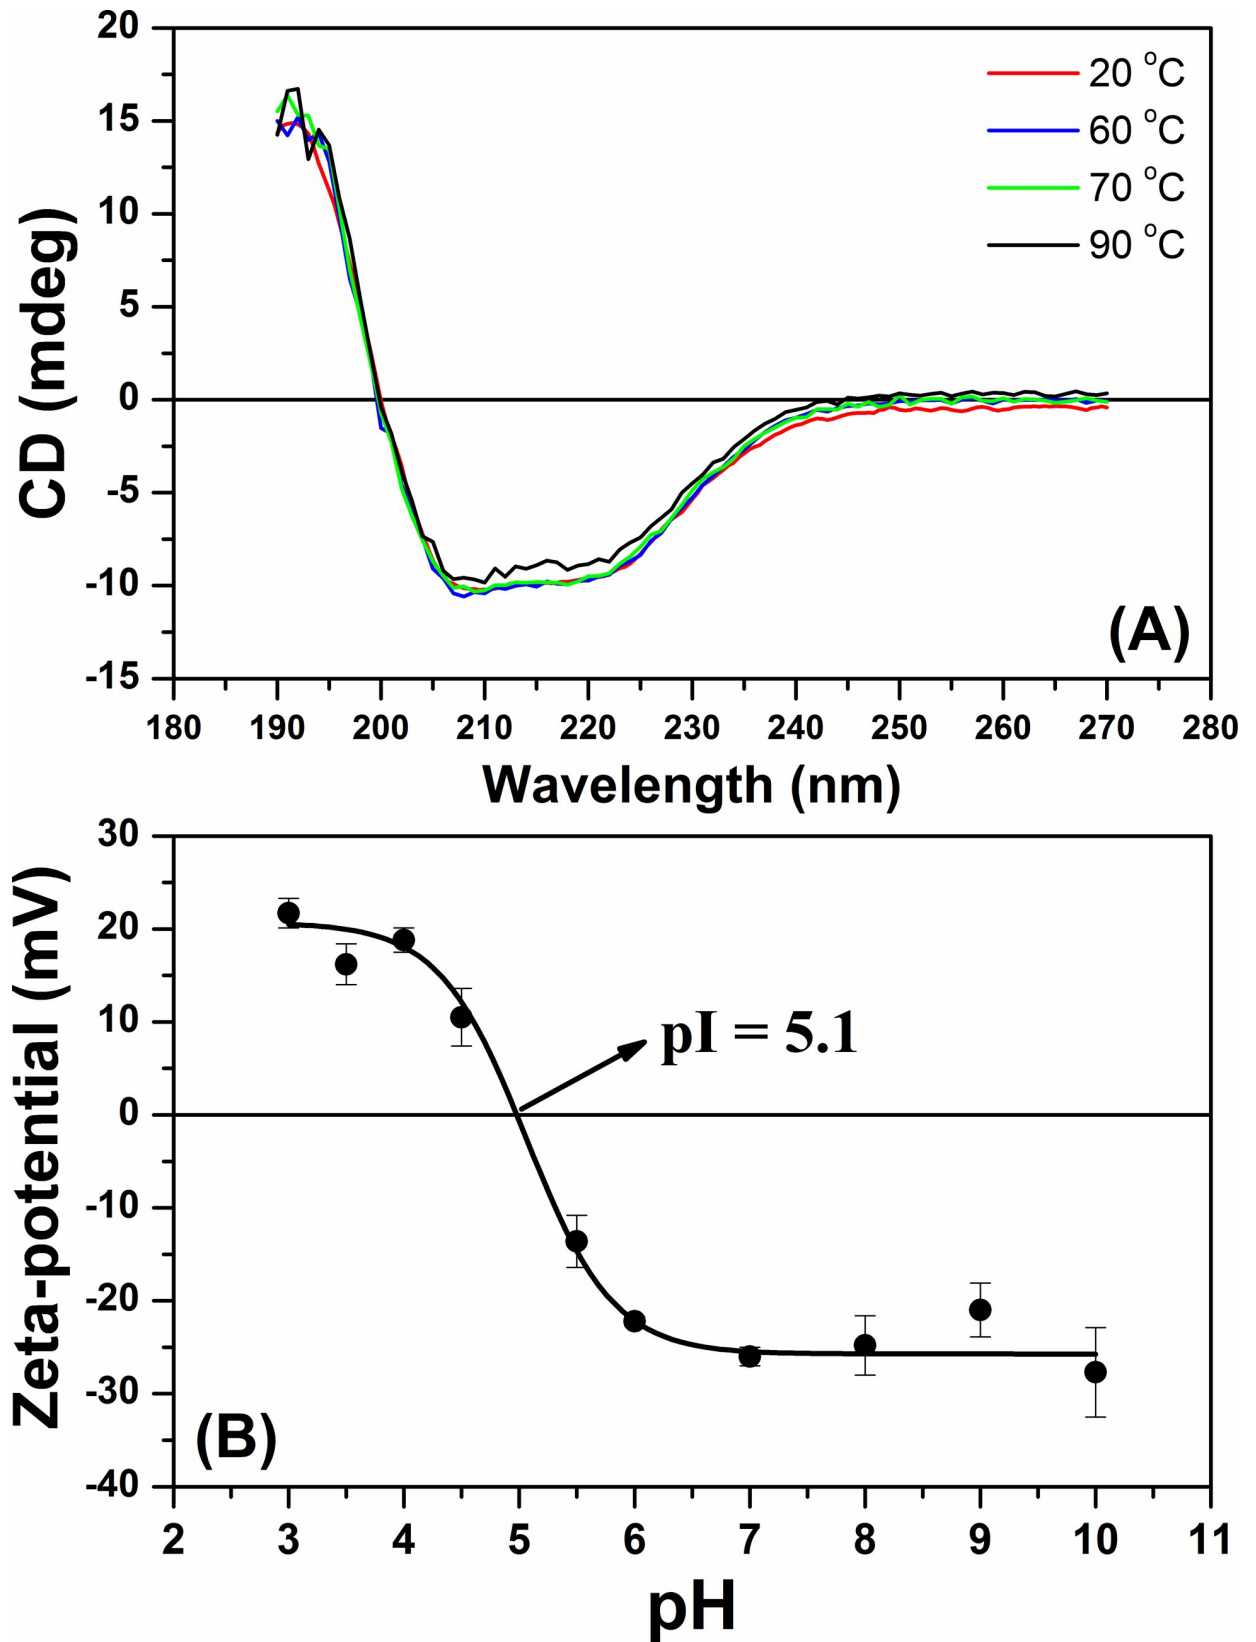 20
15
10
5
0
-5
-10
-15
CD (mdeg)
20 °C
60 °C
70 °C
90 °C
(A)
180 190 200 210 220 230 240 250 260 270 280
Wavelength (nm)
30
20
10
0
-10
-20
-30
-40
Zeta-potential (mV)
pI = 5.1
(B)
2 3 4 5 6 7 8 9 10 11
pH